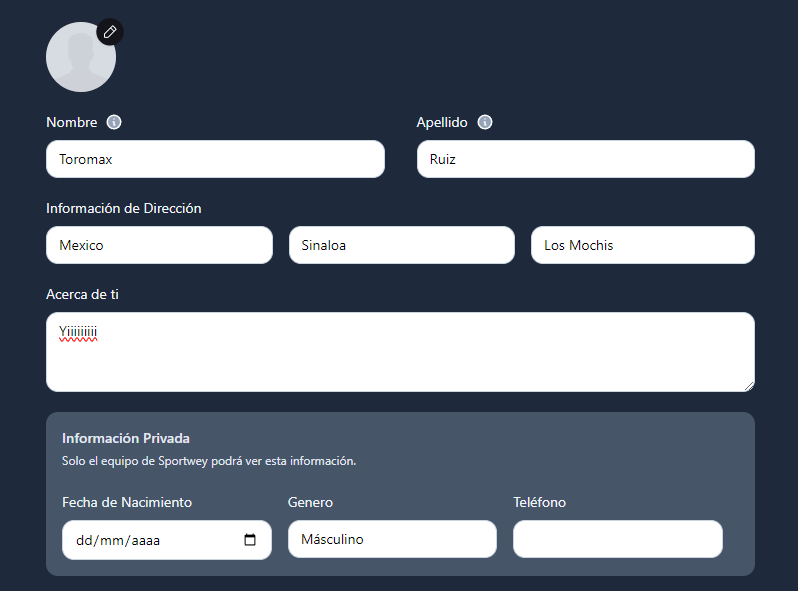 Nombre Apellido
Toromax Ruiz
Información de Dirección
Mexico Sinaloa Los Mochis
Acerca de ti
Yiiiiiiiii
Información Privada
Solo el equipo de Sportwey podrá ver esta información.
Fecha de Nacimiento Genero Teléfono
dd/mm/aaaa Másculino